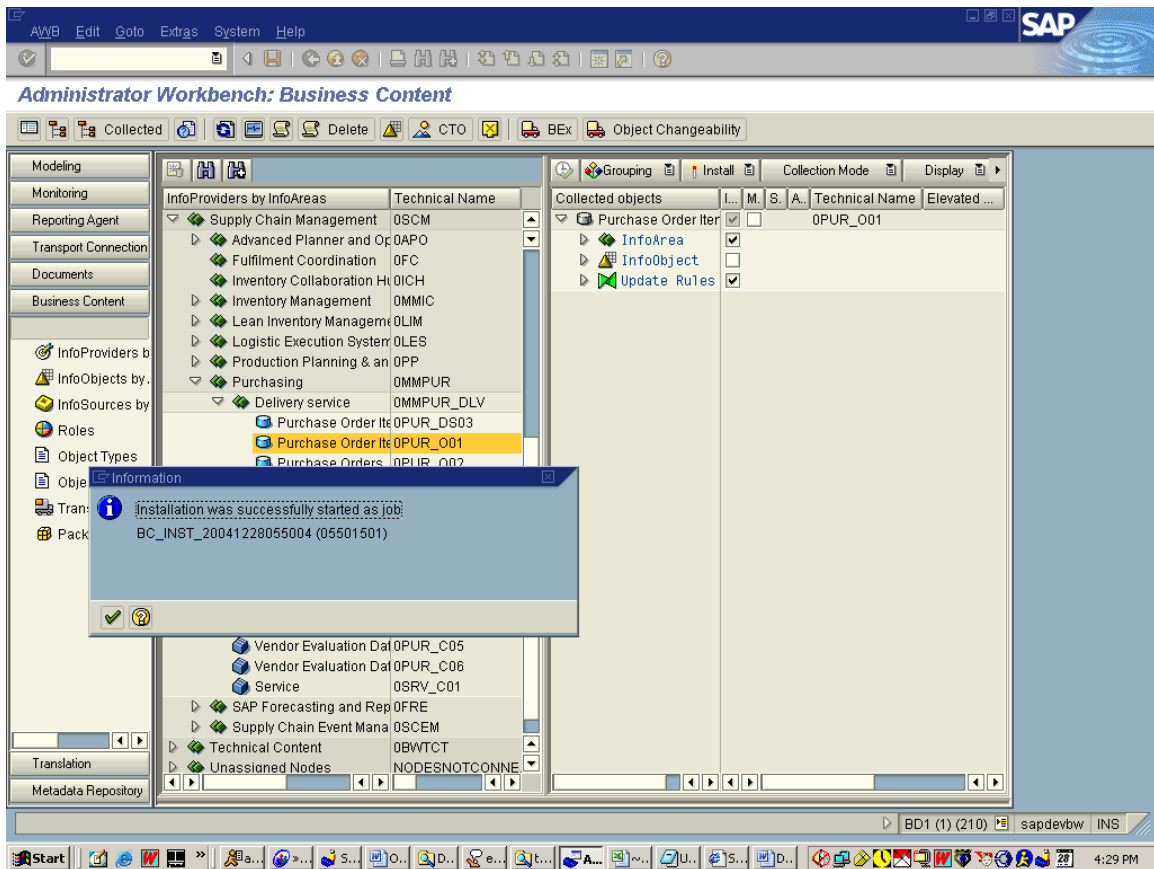 AWB Edit Goto Extras System Help
SAP
Administrator Workbench: Business Content
Collected Delete CTO BEx Object Changeability
Modeling
Monitoring
Reporting Agent
Transport Connection
Documents
Business Content
InfoProviders b
InfoObjects by.
InfoSources by
Roles
Object Types
Obje
Trans
Pack
Translation
Metadata Repository
InfoProviders by InfoAreas Technical Name
Supply Chain Management 0SCM
Advanced Planner and Op 0APO
Fulfilment Coordination 0FC
Inventory Collaboration Hu 0ICH
Inventory Management 0MMIC
Lean Inventory Manageme 0LIM
Logistic Execution System 0LES
Production Planning & an 0PP
Purchasing 0MMPUR
Delivery service 0MMPUR_DLV
Purchase Order Ite 0PUR_DS03
Purchase Order Ite 0PUR_O01
Purchase Orders 0PUR_O02
Vendor Evaluation Dat 0PUR_C05
Vendor Evaluation Dat 0PUR_C06
Service 0SRV_C01
SAP Forecasting and Rep 0FRE
Supply Chain Event Mana 0SCEM
Technical Content 0BWTCT
Unassigned Nodes NODESNOTCONNE
Grouping Install Collection Mode Display
Collected objects I... M. S. A.. Technical Name Elevated ...
Purchase Order Iter 0PUR_O01
InfoArea
InfoObject
Update Rules
Information
Installation was successfully started as job
BC_INST_20041228055004 (05501501)
BD1 (1) (210) sapdevbw INS
Start » a... »... S... O... D... e... t... A... ~... U... S... D... 28 4:29 PM